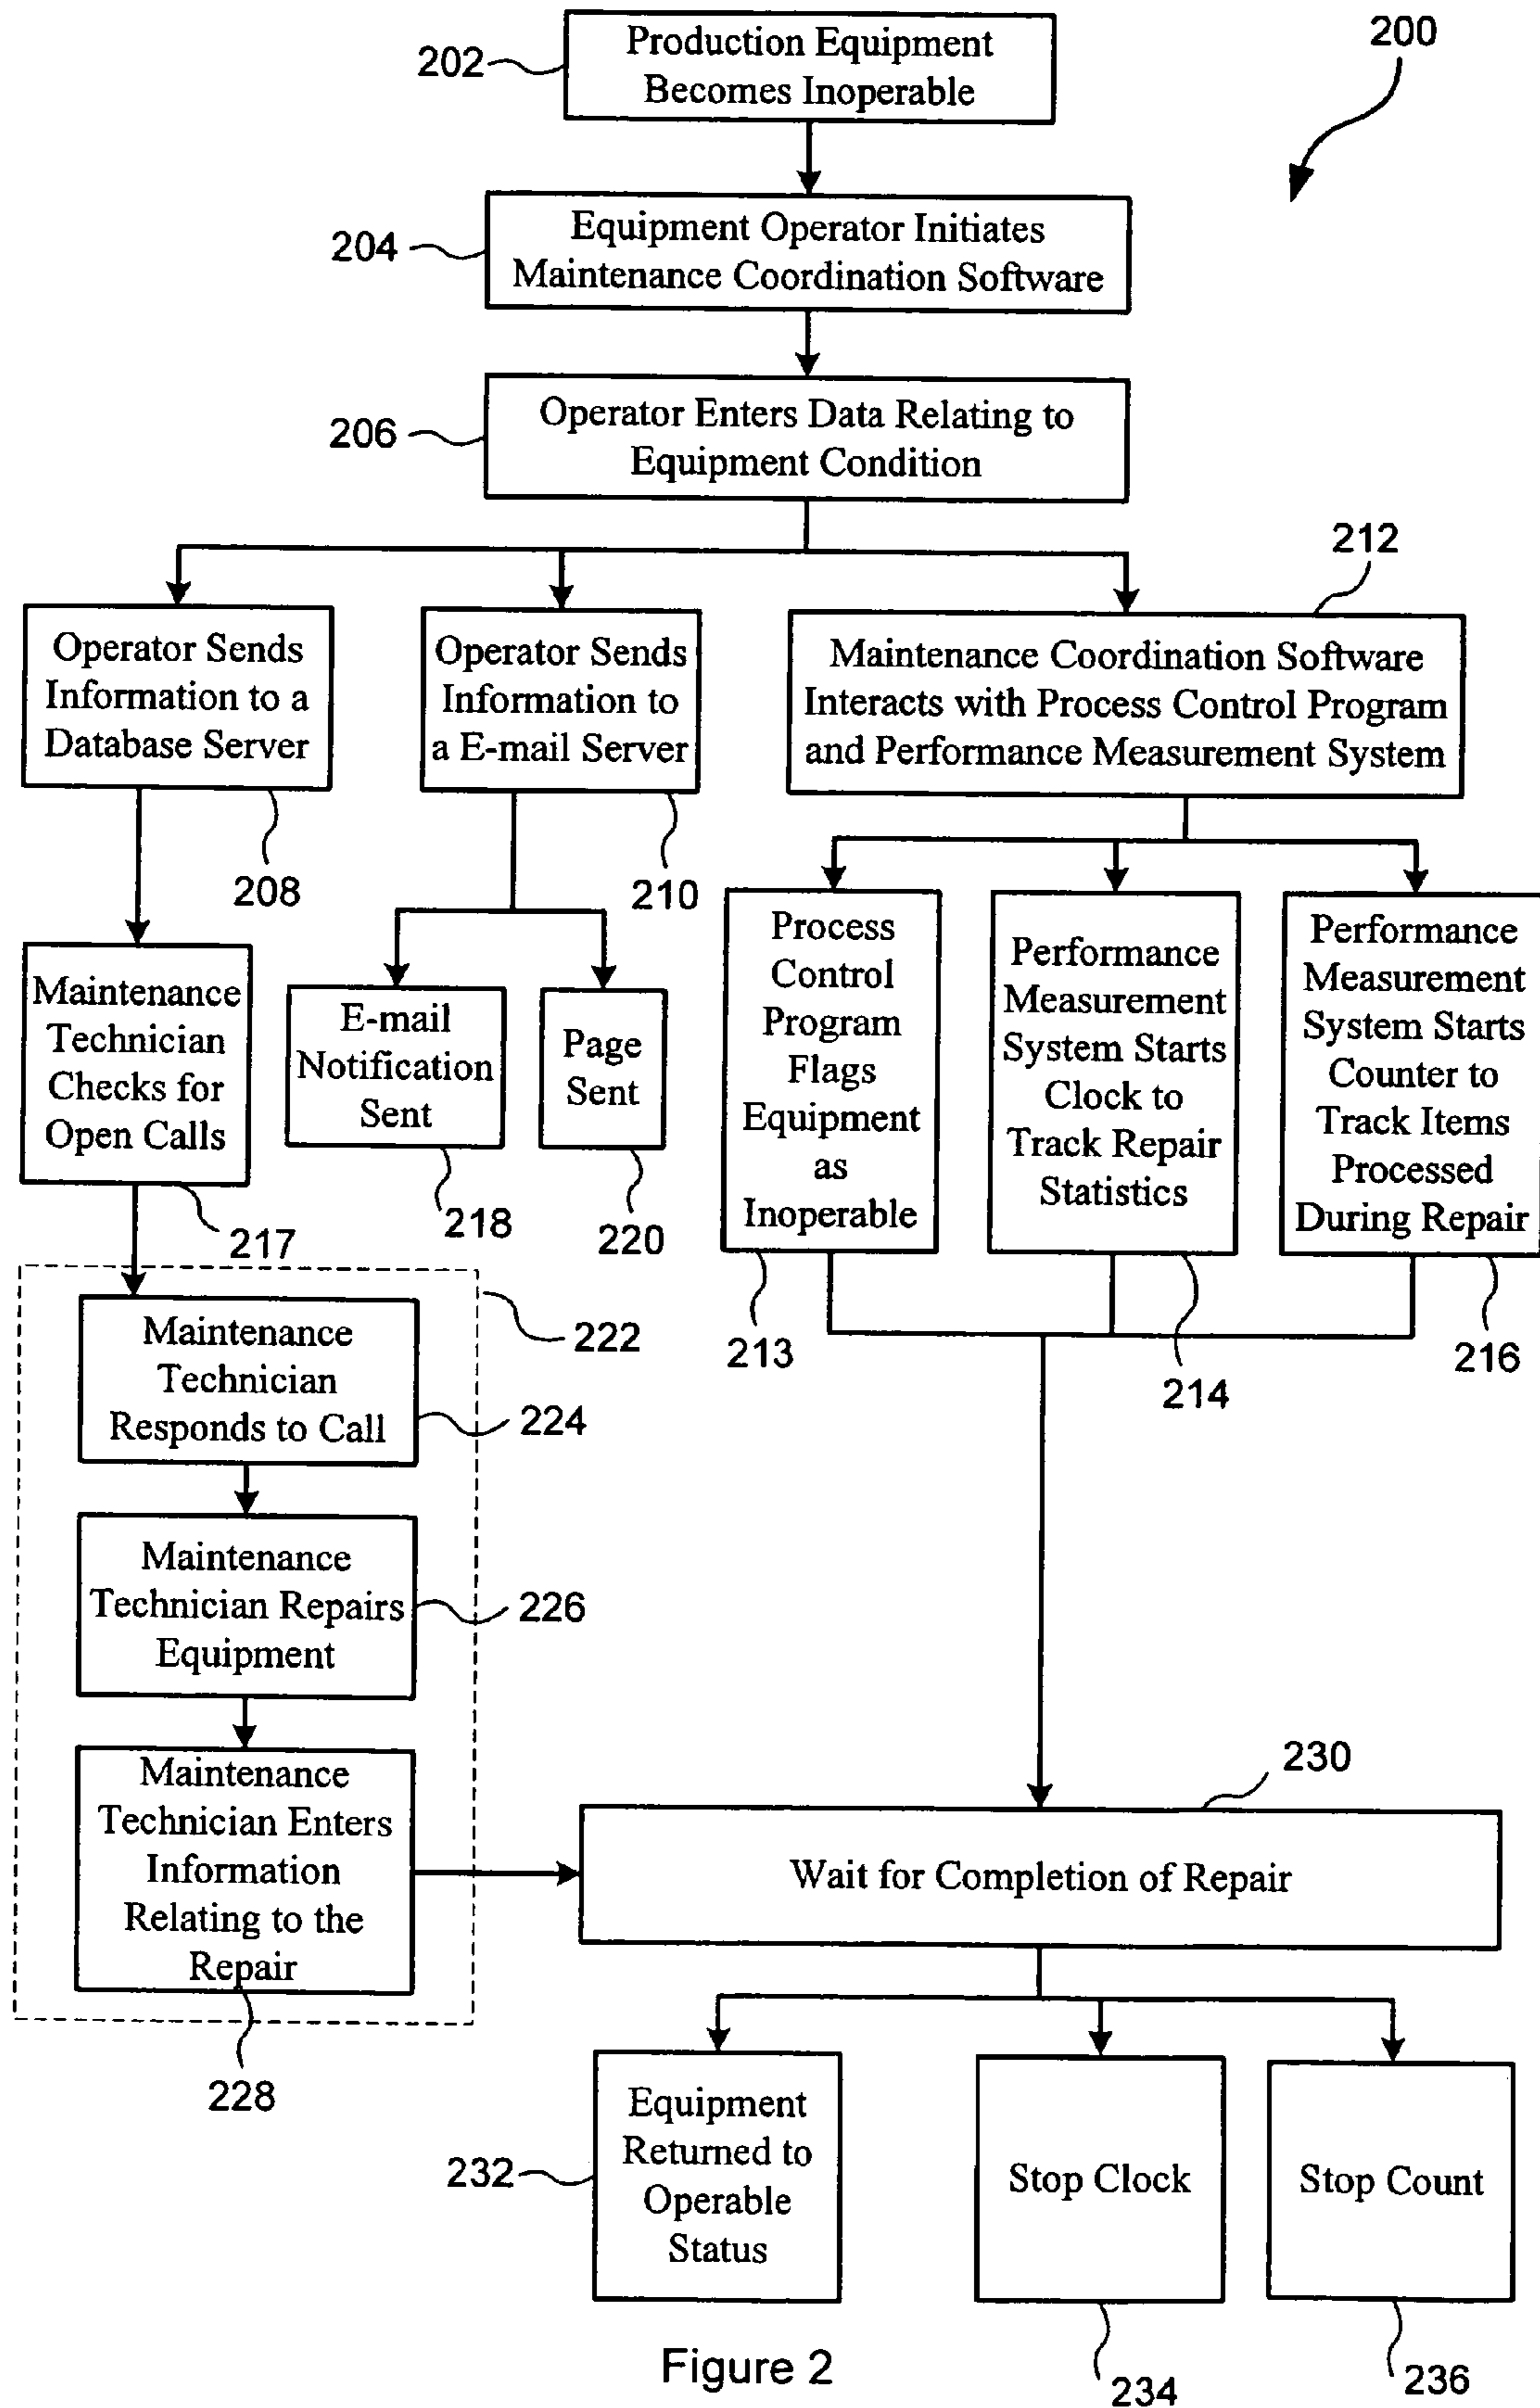 200
202
Production Equipment
Becomes Inoperable
204
Equipment Operator Initiates
Maintenance Coordination Software
206
Operator Enters Data Relating to
Equipment Condition
Operator Sends
Information to a
Database Server
208
Operator Sends
Information to
a E-mail Server
210
212
Maintenance Coordination Software
Interacts with Process Control Program
and Performance Measurement System
Maintenance
Technician
Checks for
Open Calls
217
E-mail
Notification
Sent
218
Page
Sent
220
Process
Control
Program
Flags
Equipment
as
Inoperable
213
Performance
Measurement
System Starts
Clock to
Track Repair
Statistics
214
Performance
Measurement
System Starts
Counter to
Track Items
Processed
During Repair
216
222
Maintenance
Technician
Responds to Call
224
Maintenance
Technician Repairs
Equipment
226
Maintenance
Technician Enters
Information
Relating to the
Repair
228
230
Wait for Completion of Repair
232
Equipment
Returned to
Operable
Status
Stop Clock
234
Stop Count
236
Figure 2